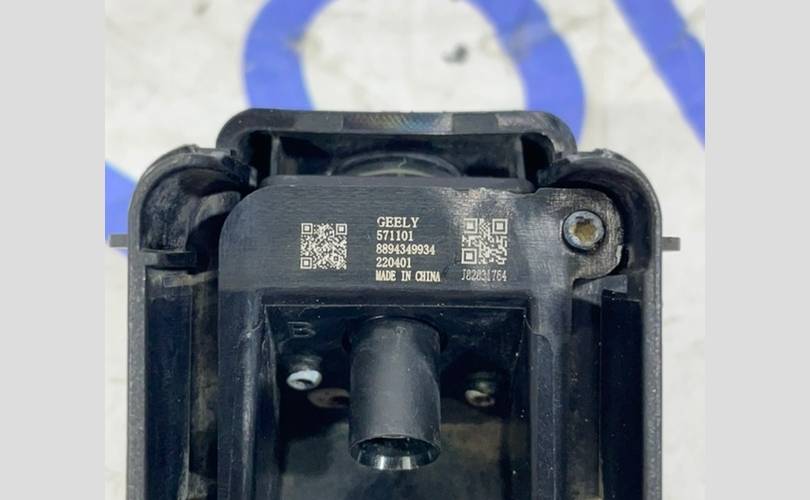 GEELY
571101
8894349934
220401
MADE IN CHINA
J82831764
B